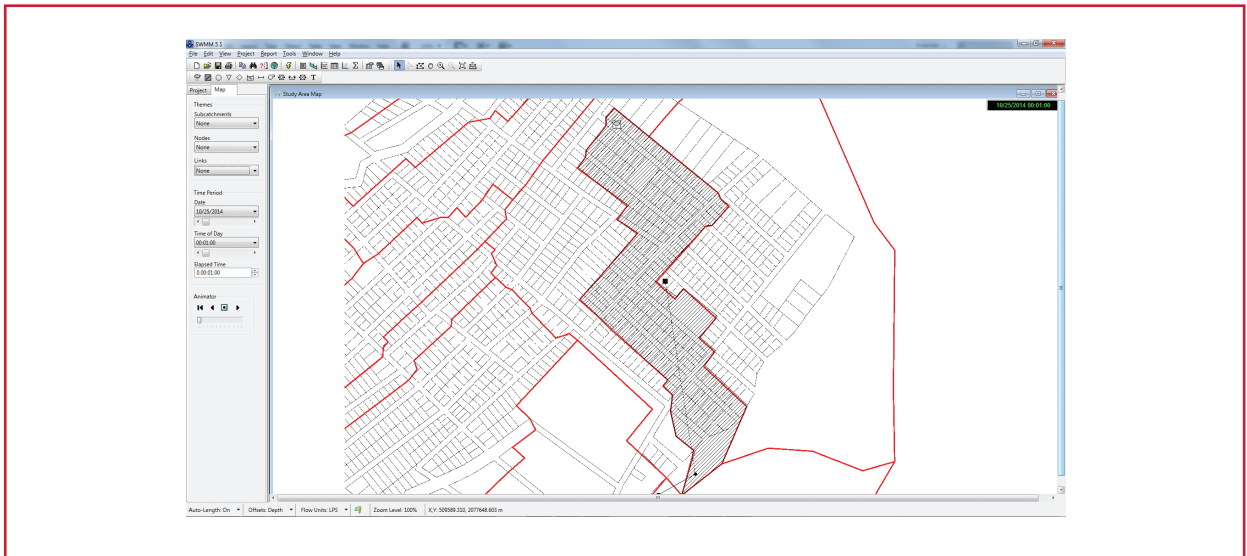 SWMM 5.1
File Edit View Project Report Tools Window Help
Project Map
Study Area Map
10/25/2014 00:01:00
Themes
Subcatchments
None
Nodes
None
Links
None
Time Period
Date
10/25/2014
Time of Day
00:01:00
Elapsed Time
0.00:01:00
Animator
Auto-Length: On Offsets: Depth Flow Units: LPS Zoom Level: 100% X,Y: 509589.310, 2077648.603 m